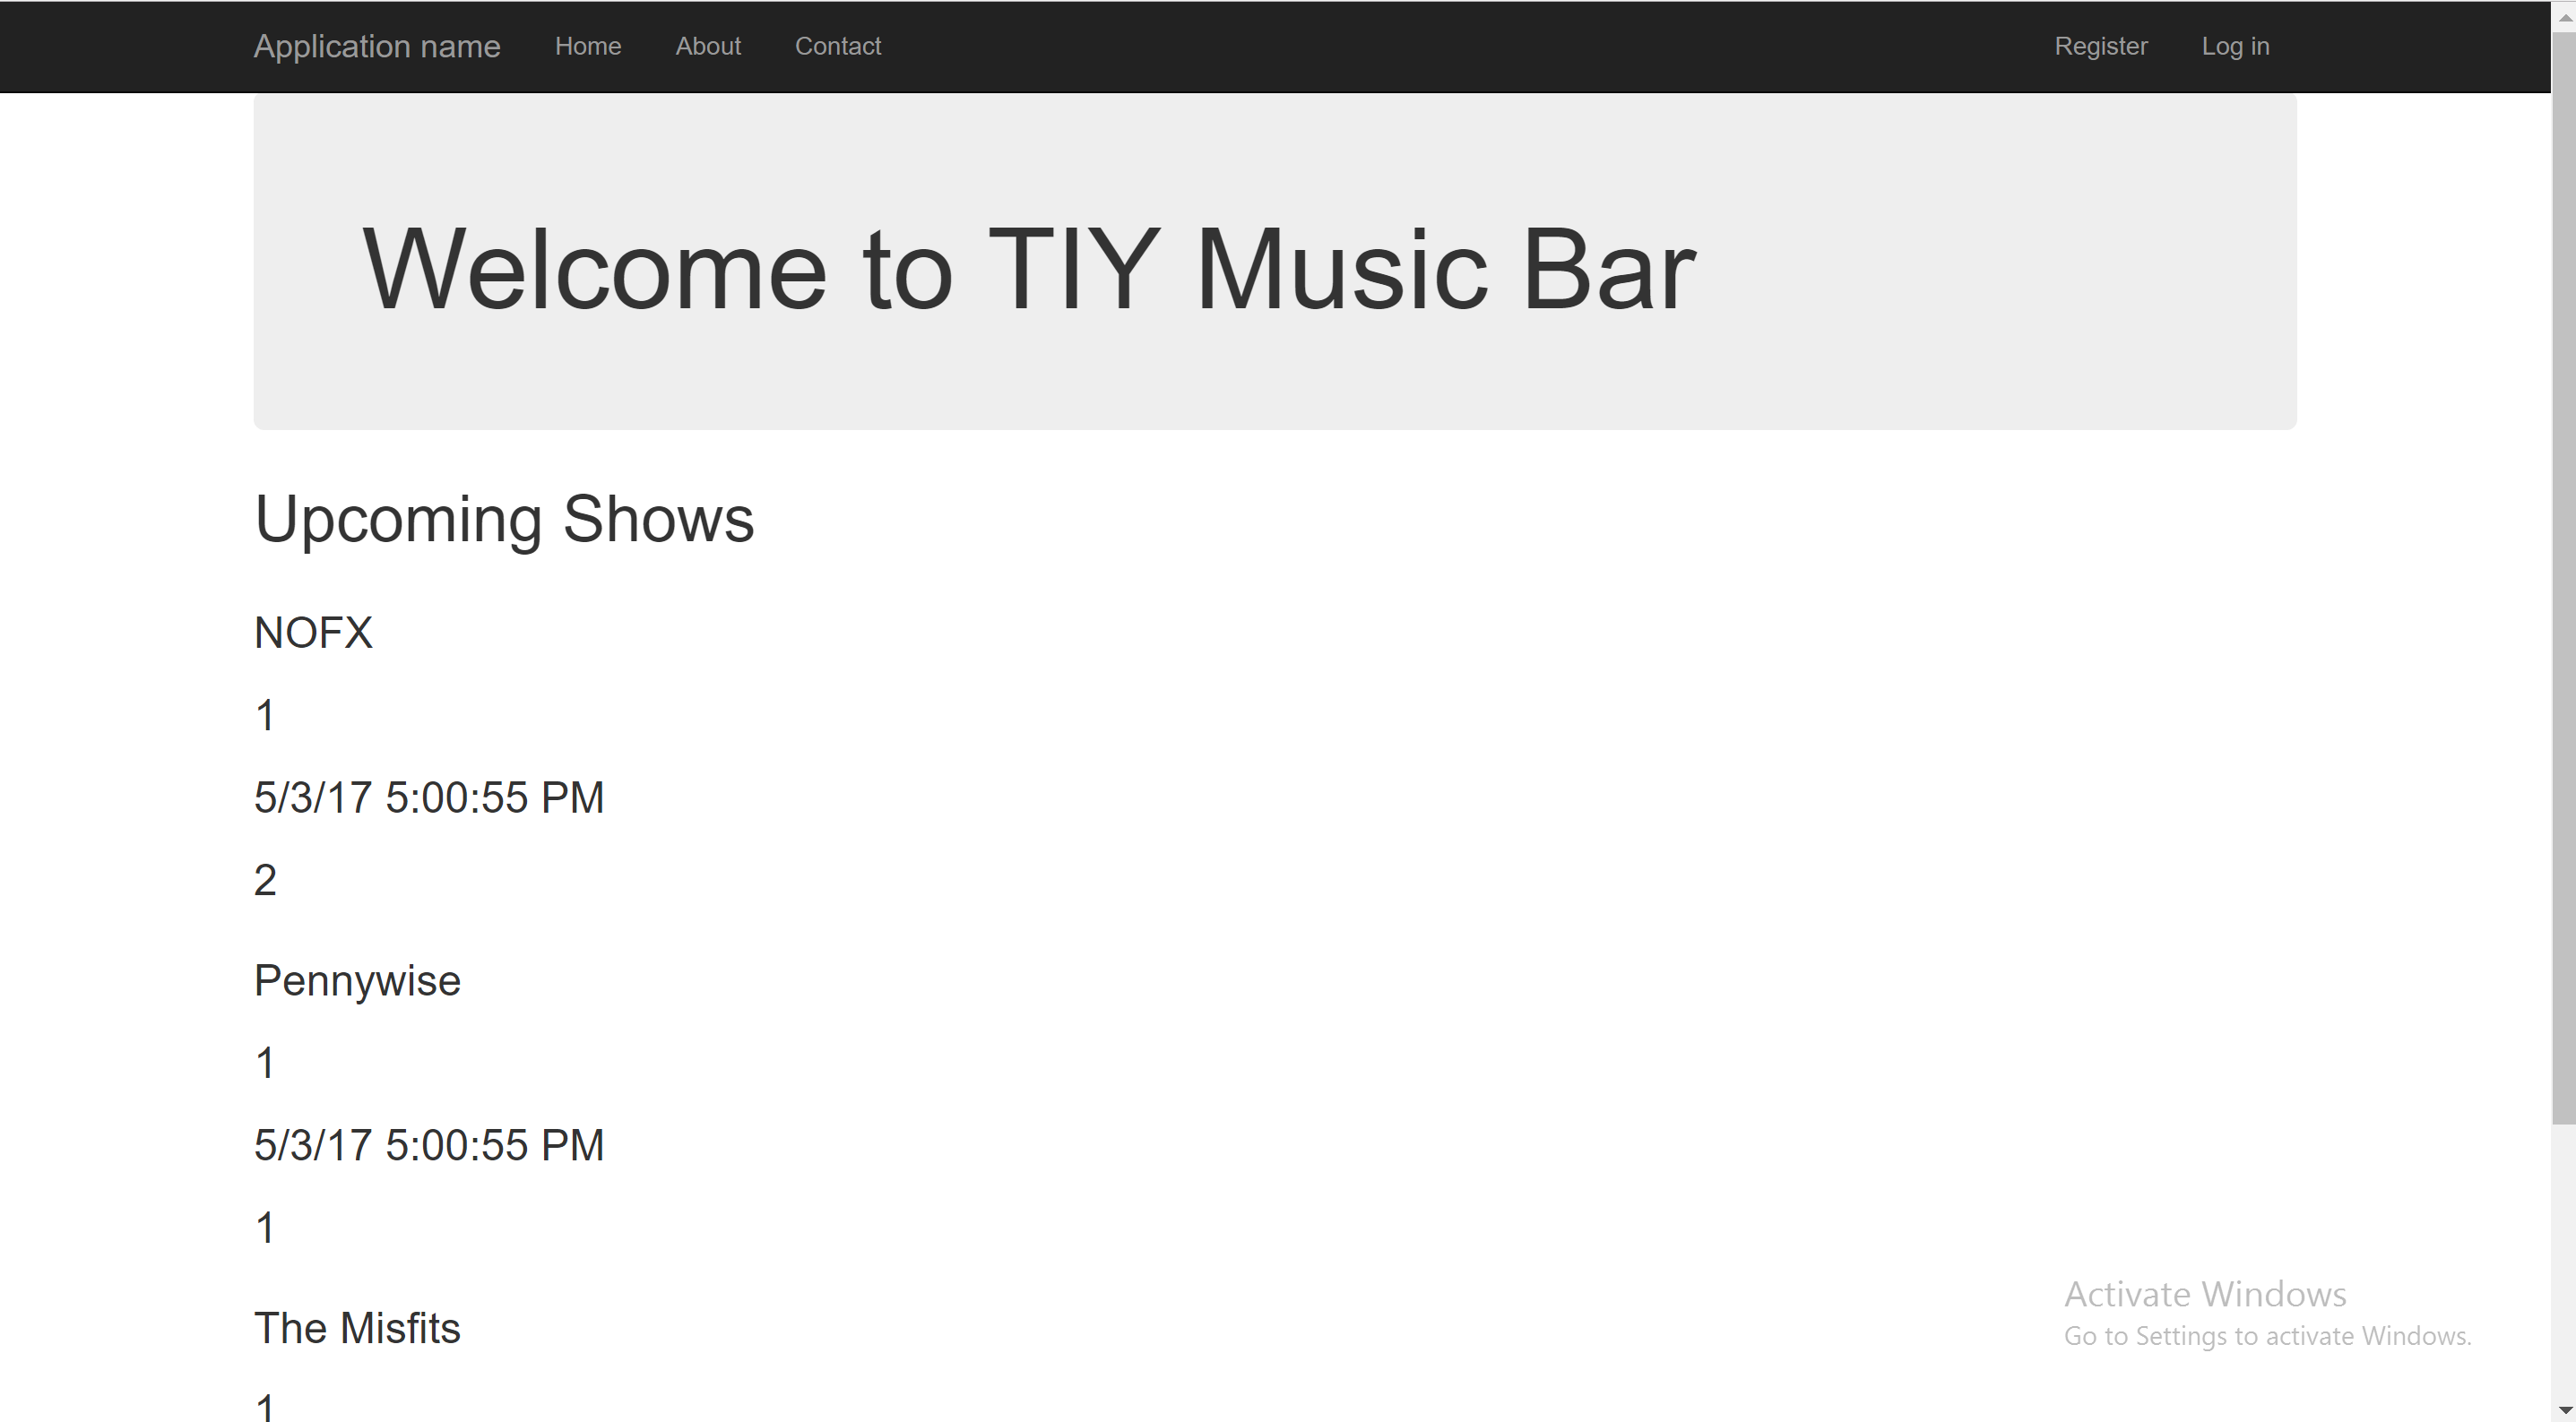 Application name Home About Contact Register Log in
Welcome to TIY Music Bar
Upcoming Shows
NOFX
1
5/3/17 5:00:55 PM
2
Pennywise
1
5/3/17 5:00:55 PM
1
The Misfits
1
Activate Windows
Go to Settings to activate Windows.